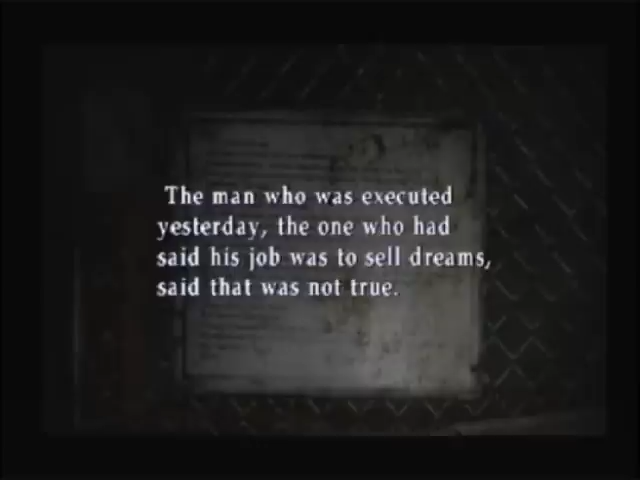 The man who was executed
yesterday, the one who had
said his job was to sell dreams,
said that was not true.